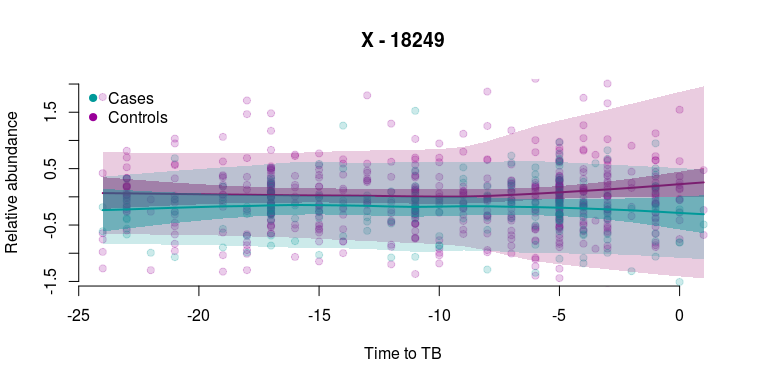 X - 18249
Cases
Controls
Relative abundance
1.5
0.5
-0.5
-1.5
-25 -20 -15 -10 -5 0
Time to TB